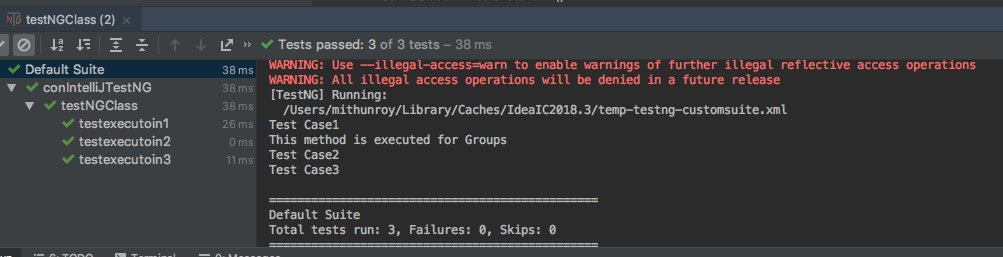 testNGClass (2) ×
Tests passed: 3 of 3 tests – 38 ms
Default Suite 38 ms
conIntelliJTestNG 38 ms
testNGClass 38 ms
testexecutoin1 26 ms
testexecutoin2 0 ms
testexecutoin3 11 ms
WARNING: Use --illegal-access=warn to enable warnings of further illegal reflective access operations
WARNING: All illegal access operations will be denied in a future release
[TestNG] Running:
/Users/mithunroy/Library/Caches/IdeaIC2018.3/temp-testng-customsuite.xml
Test Case1
This method is executed for Groups
Test Case2
Test Case3
===============================================
Default Suite
Total tests run: 3, Failures: 0, Skips: 0
===============================================
6: TODO Terminal 0: Messages